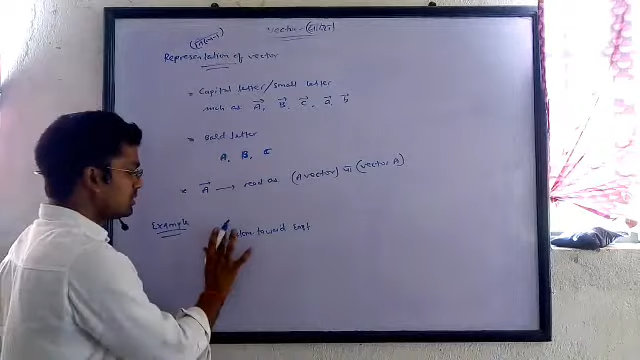 vector (सदिश)
(निरूपण)
Representation of vector
= Capital letter/small letter
such as A⃗, B⃗, C⃗, a⃗, b⃗
= Bold letter
A, B, C
= A⃗ → read as (A vector) या (vector A)
Example
toward East